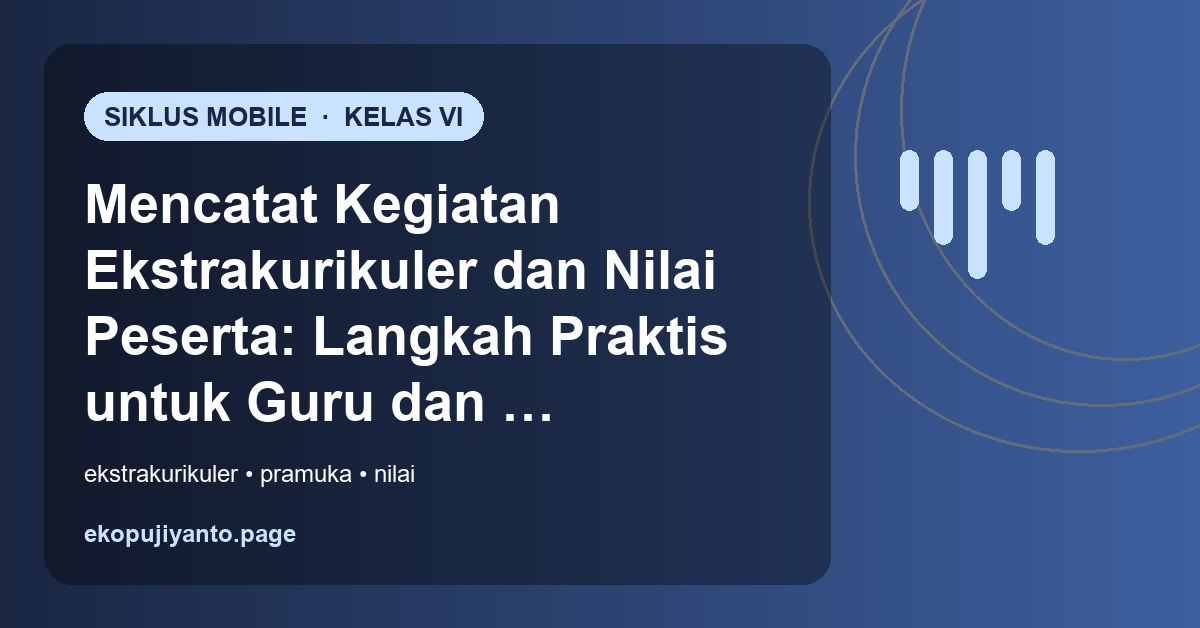 SIKLUS MOBILE · KELAS VI
Mencatat Kegiatan
Ekstrakurikuler dan Nilai
Peserta: Langkah Praktis
untuk Guru dan …
ekstrakurikuler • pramuka • nilai
ekopujiyanto.page